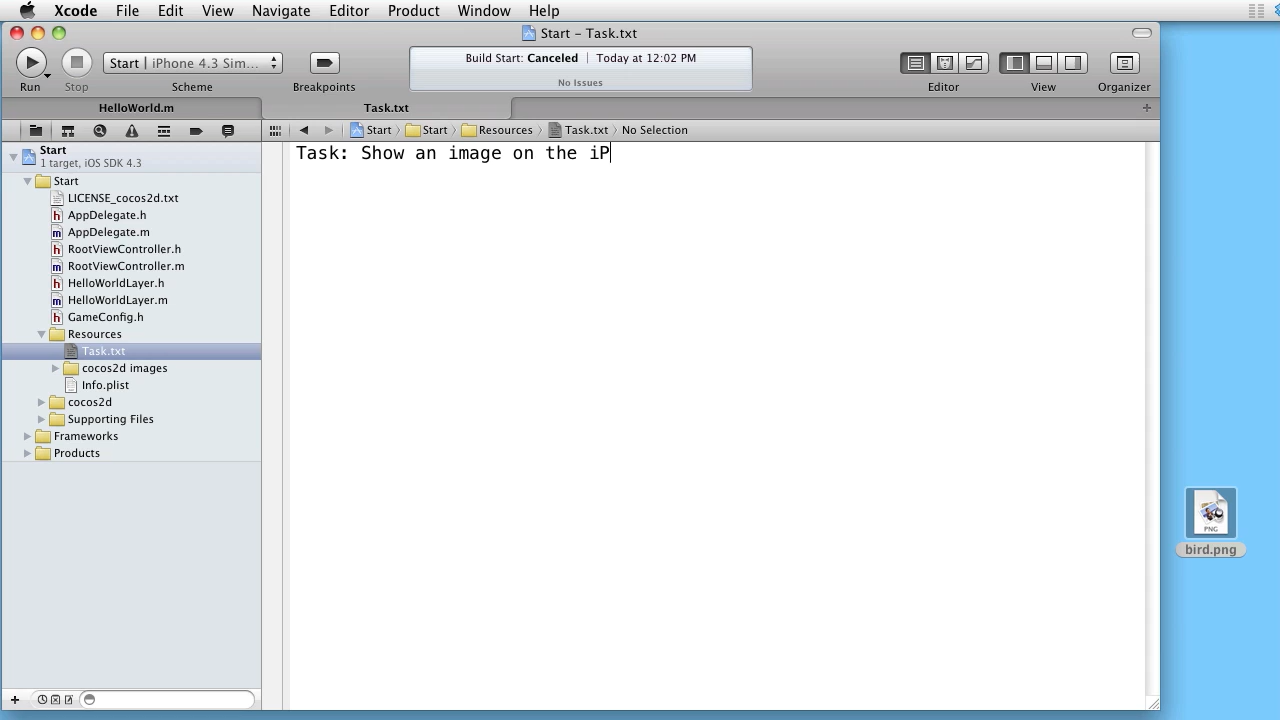 Xcode File Edit View Navigate Editor Product Window Help
Start – Task.txt
Start | iPhone 4.3 Sim...
Build Start: Canceled | Today at 12:02 PM
No Issues
Run Stop Scheme Breakpoints Editor View Organizer
HelloWorld.m Task.txt
Start Start Resources Task.txt No Selection
Start
1 target, iOS SDK 4.3
Start
LICENSE_cocos2d.txt
AppDelegate.h
AppDelegate.m
RootViewController.h
RootViewController.m
HelloWorldLayer.h
HelloWorldLayer.m
GameConfig.h
Resources
Task.txt
cocos2d images
Info.plist
cocos2d
Supporting Files
Frameworks
Products
Task: Show an image on the iP
PNG
bird.png